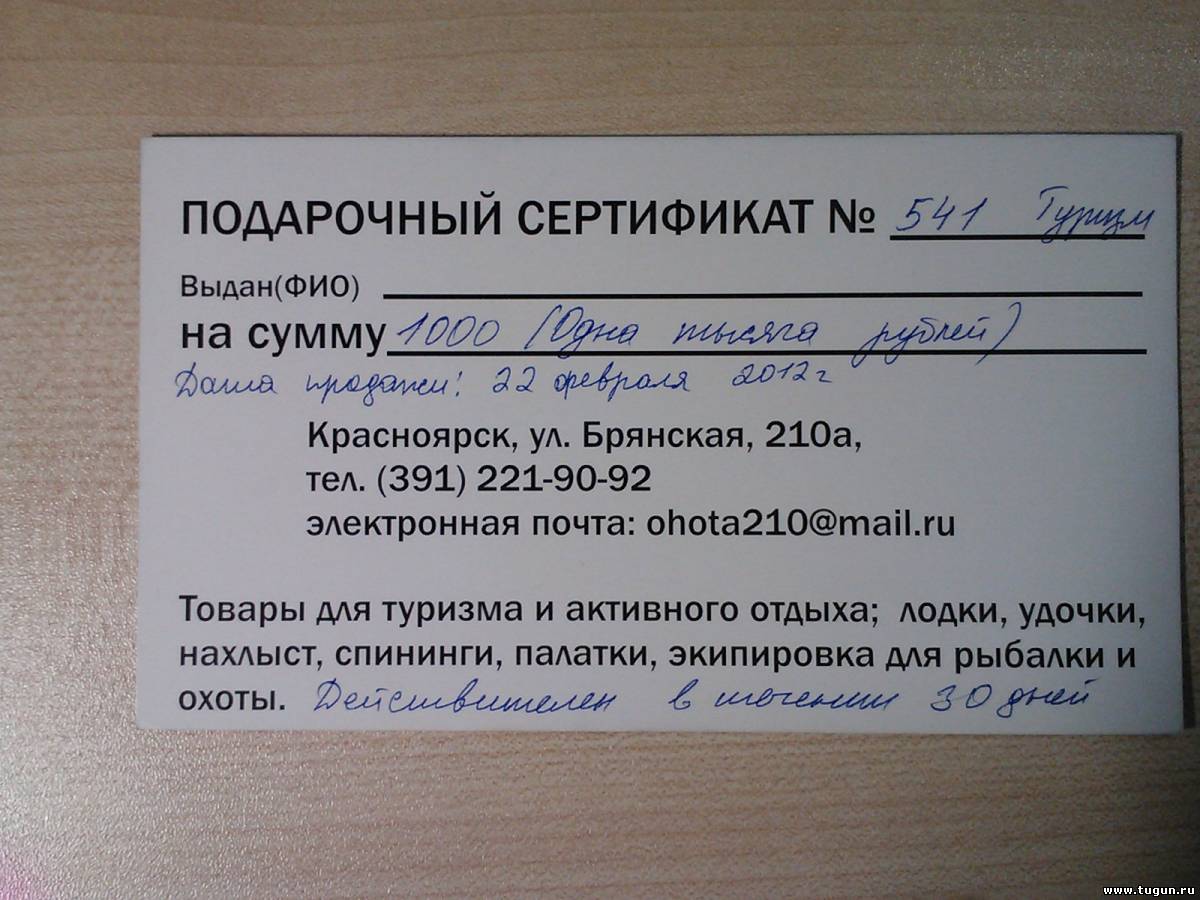 ПОДАРОЧНЫЙ СЕРТИФИКАТ № 541 Туризм
Выдан(ФИО)
на сумму 1000 (Одна тысяча рублей)
Дата продажи: 22 февраля 2012г
Красноярск, ул. Брянская, 210а,
тел. (391) 221-90-92
электронная почта: ohota210@mail.ru
Товары для туризма и активного отдыха; лодки, удочки,
нахлыст, спининги, палатки, экипировка для рыбалки и
охоты. Действителен в течении 30 дней
www.tugun.ru